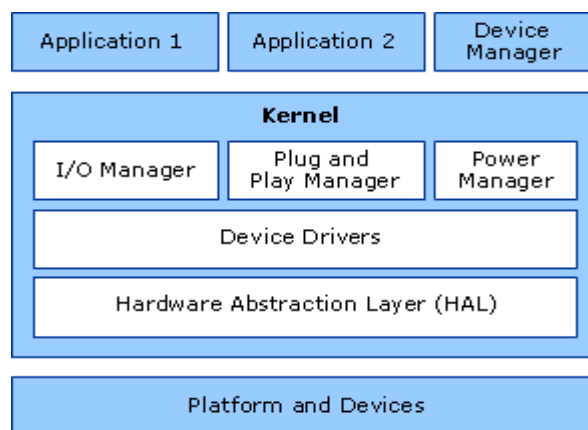 Application 1
Application 2
Device
Manager
Kernel
I/O Manager
Plug and
Play Manager
Power
Manager
Device Drivers
Hardware Abstraction Layer (HAL)
Platform and Devices